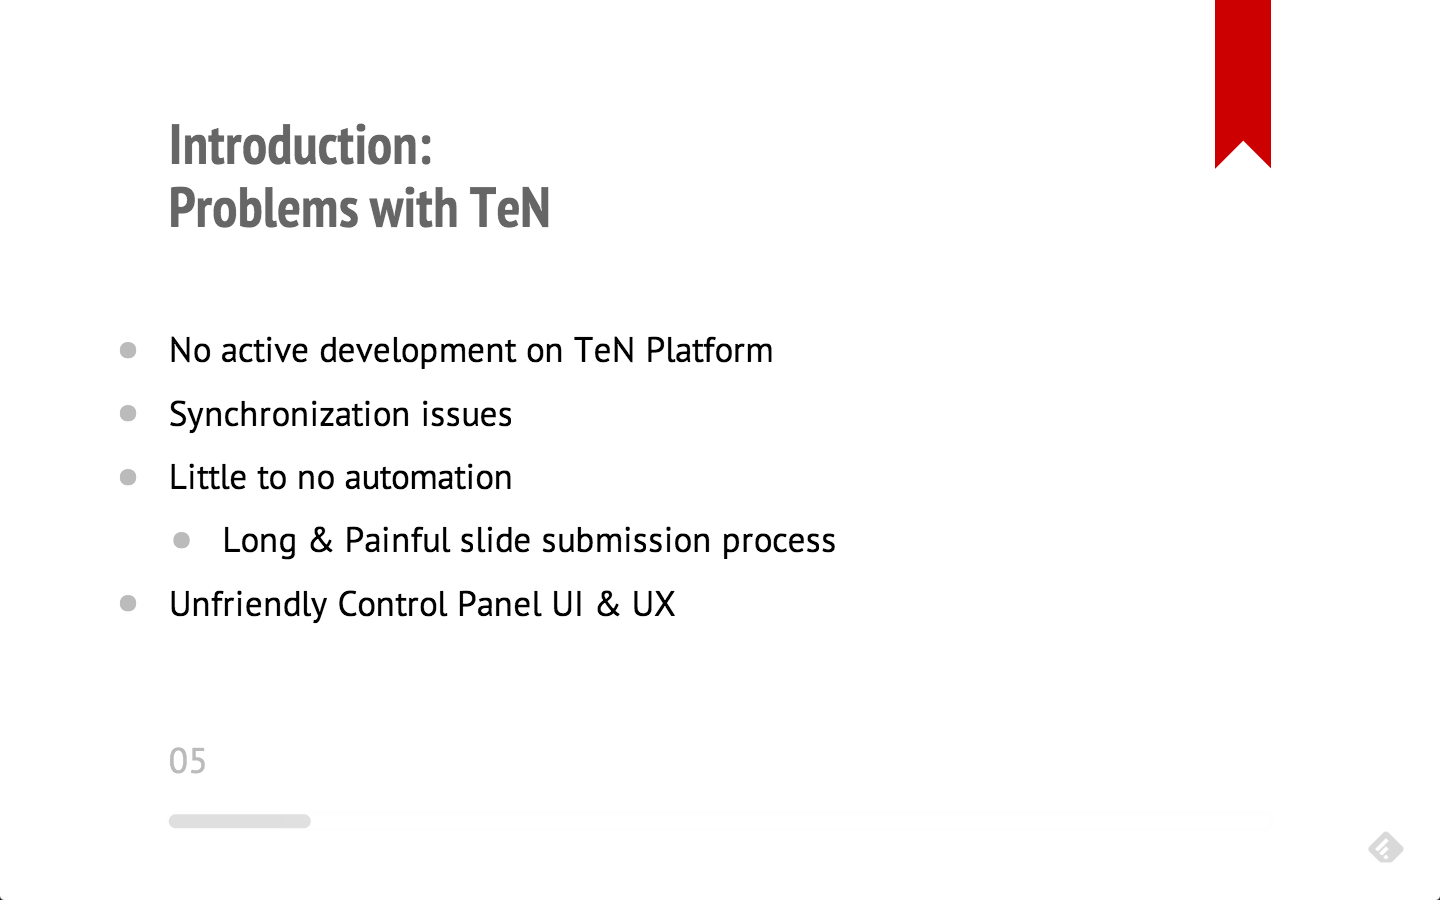 Introduction:
Problems with TeN
No active development on TeN Platform
Synchronization issues
Little to no automation
Long & Painful slide submission process
Unfriendly Control Panel UI & UX
05